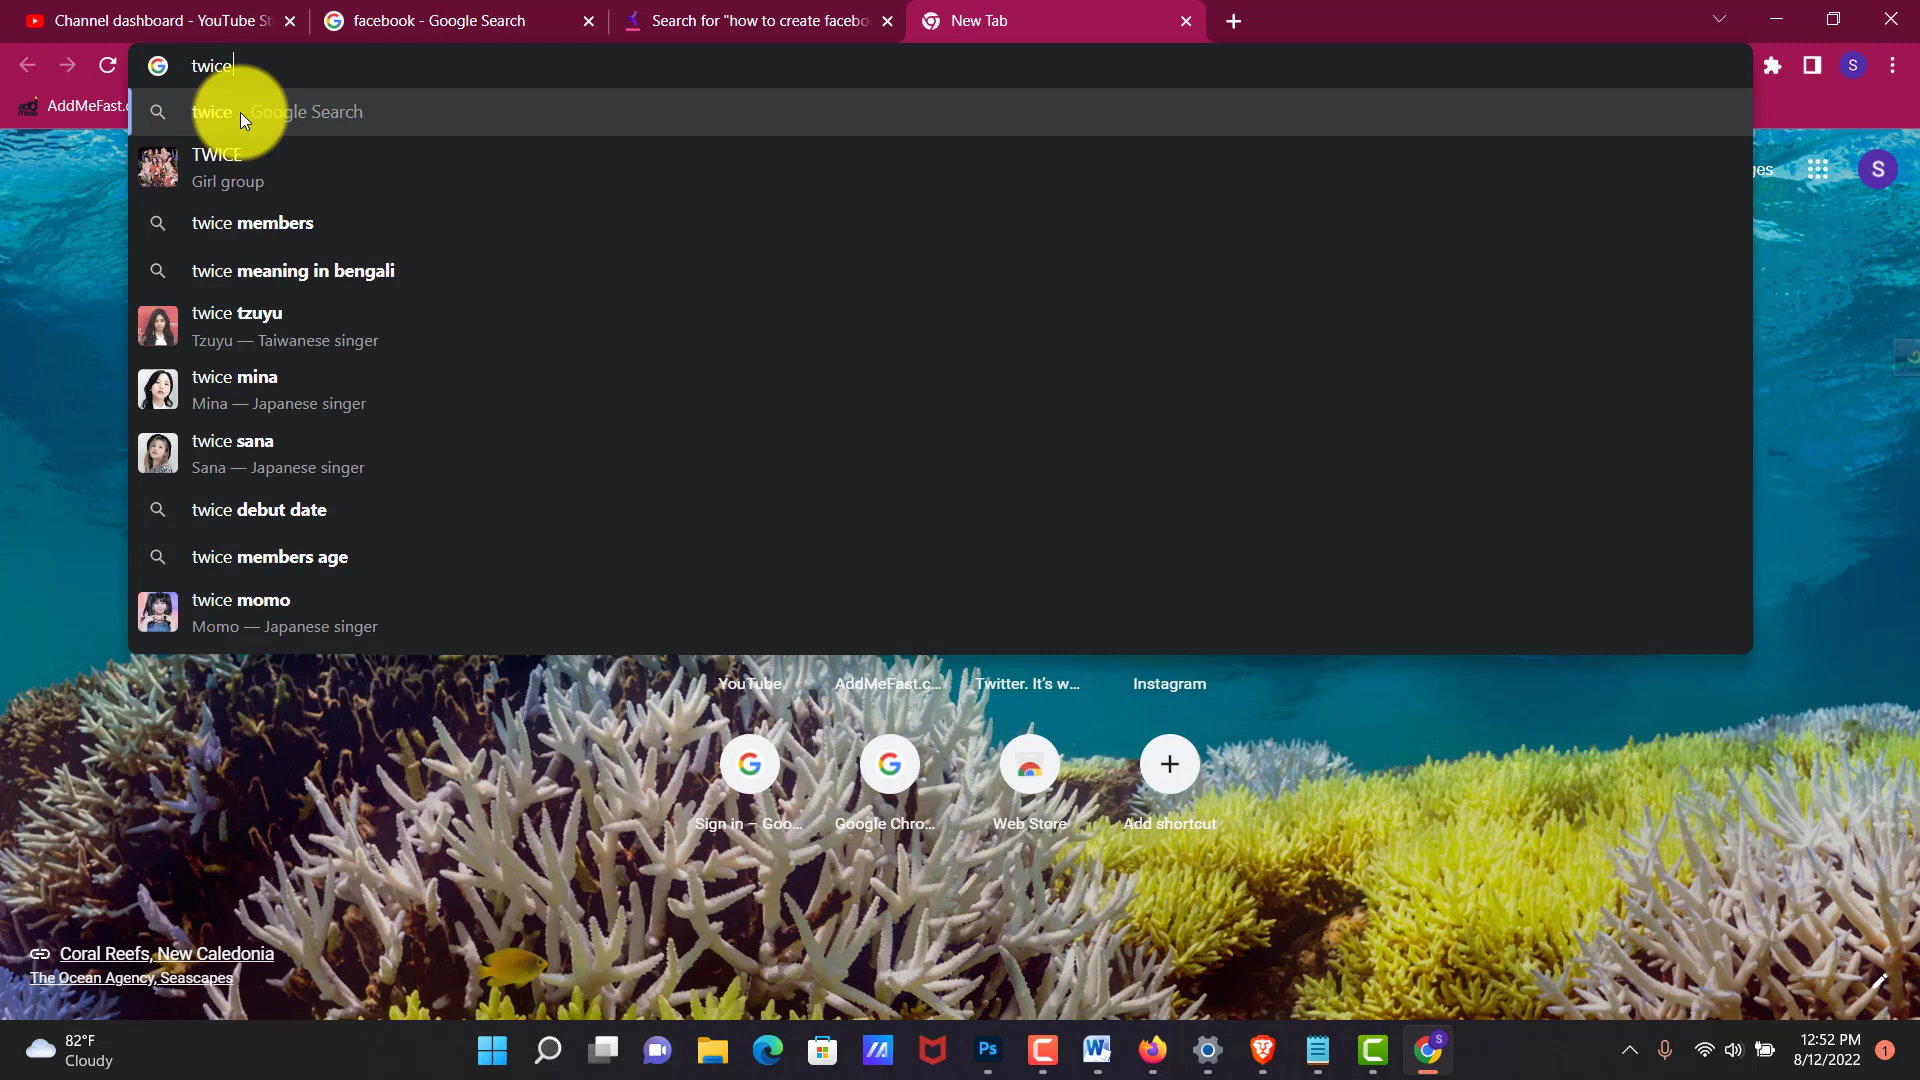 Channel dashboard - YouTube St
facebook - Google Search
Search for "how to create facebo
New Tab
twice
S
AddMeFast.c
twice - Google Search
TWICE
Girl group
ges
S
twice members
twice meaning in bengali
twice tzuyu
Tzuyu — Taiwanese singer
twice mina
Mina — Japanese singer
twice sana
Sana — Japanese singer
twice debut date
twice members age
twice momo
Momo — Japanese singer
YouTube
AddMeFast.c...
Twitter. It's w...
Instagram
Sign in – Goo...
Google Chro...
Web Store
Add shortcut
Coral Reefs, New Caledonia
The Ocean Agency, Seascapes
82°F
Cloudy
Ps
W
S
12:52 PM
8/12/2022
1